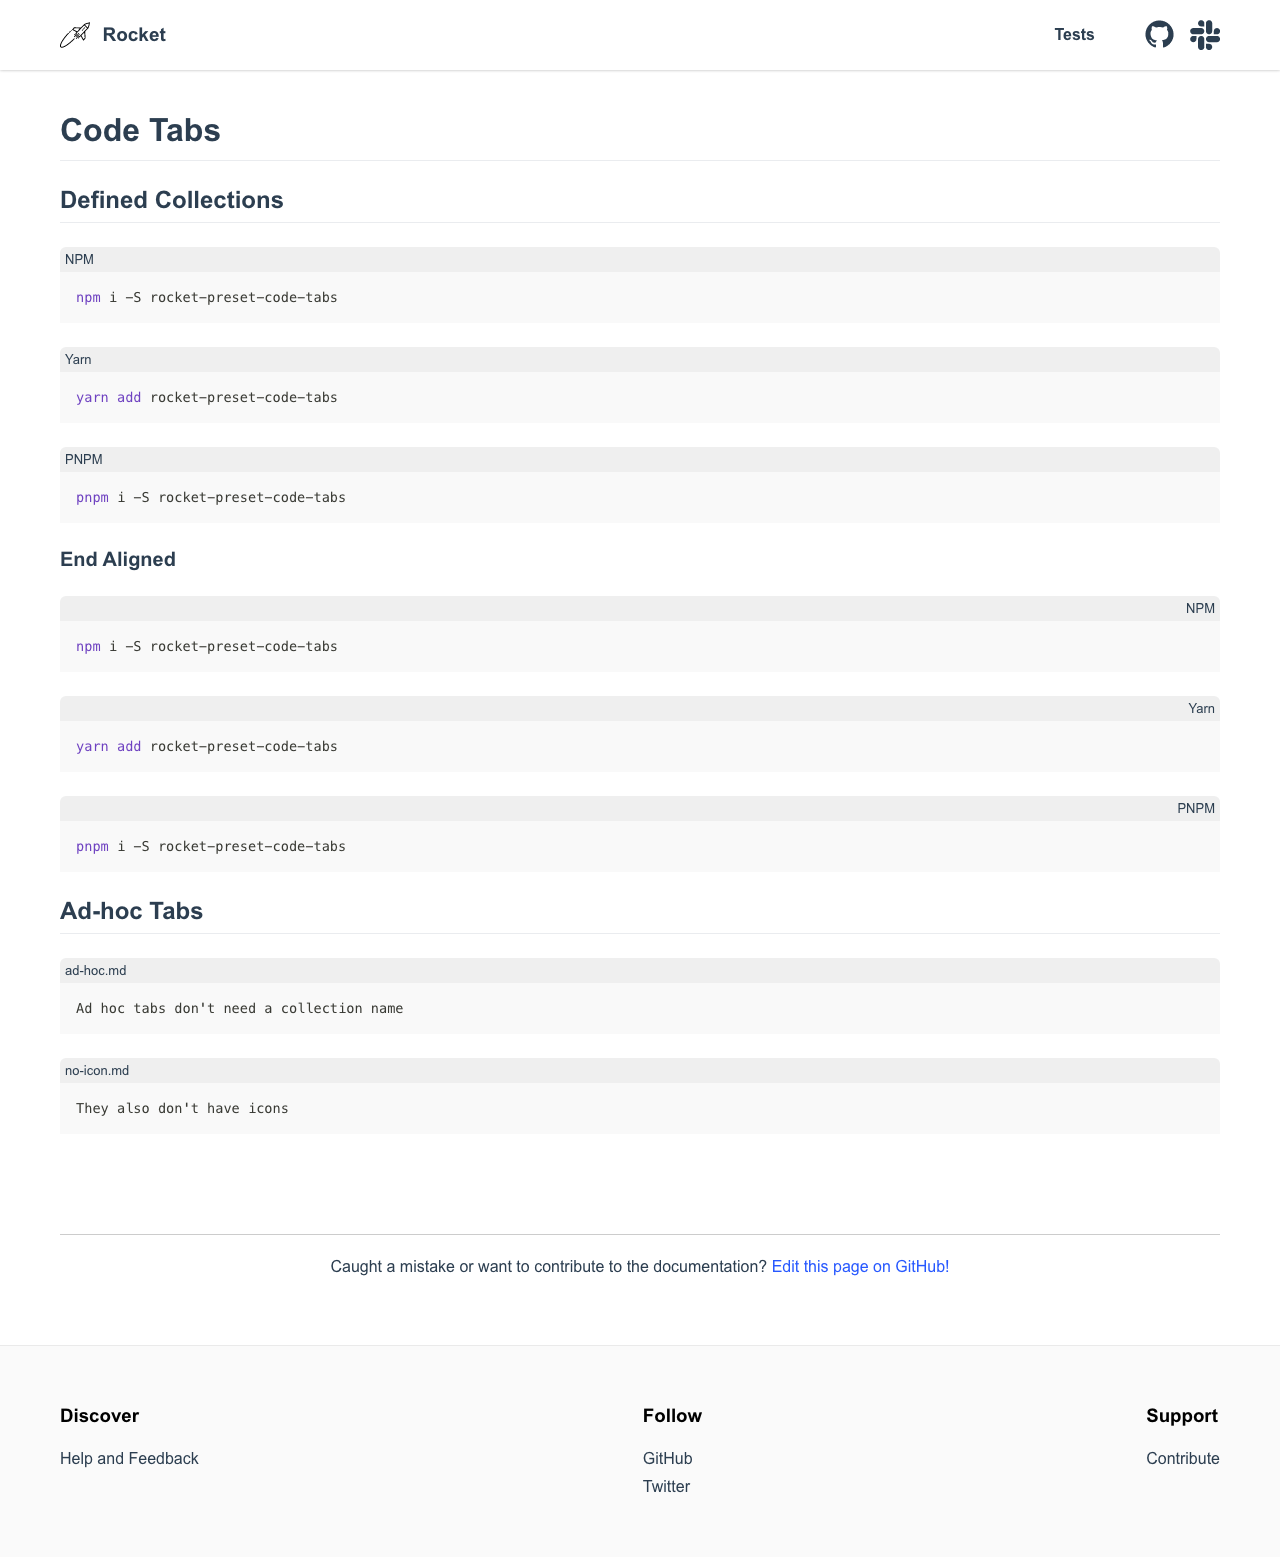 Rocket
Tests
Code Tabs
Defined Collections
NPM
npm i -S rocket-preset-code-tabs
Yarn
yarn add rocket-preset-code-tabs
PNPM
pnpm i -S rocket-preset-code-tabs
End Aligned
NPM
npm i -S rocket-preset-code-tabs
Yarn
yarn add rocket-preset-code-tabs
PNPM
pnpm i -S rocket-preset-code-tabs
Ad-hoc Tabs
ad-hoc.md
Ad hoc tabs don't need a collection name
no-icon.md
They also don't have icons
Caught a mistake or want to contribute to the documentation? Edit this page on GitHub!
Discover
Help and Feedback
Follow
GitHub
Twitter
Support
Contribute